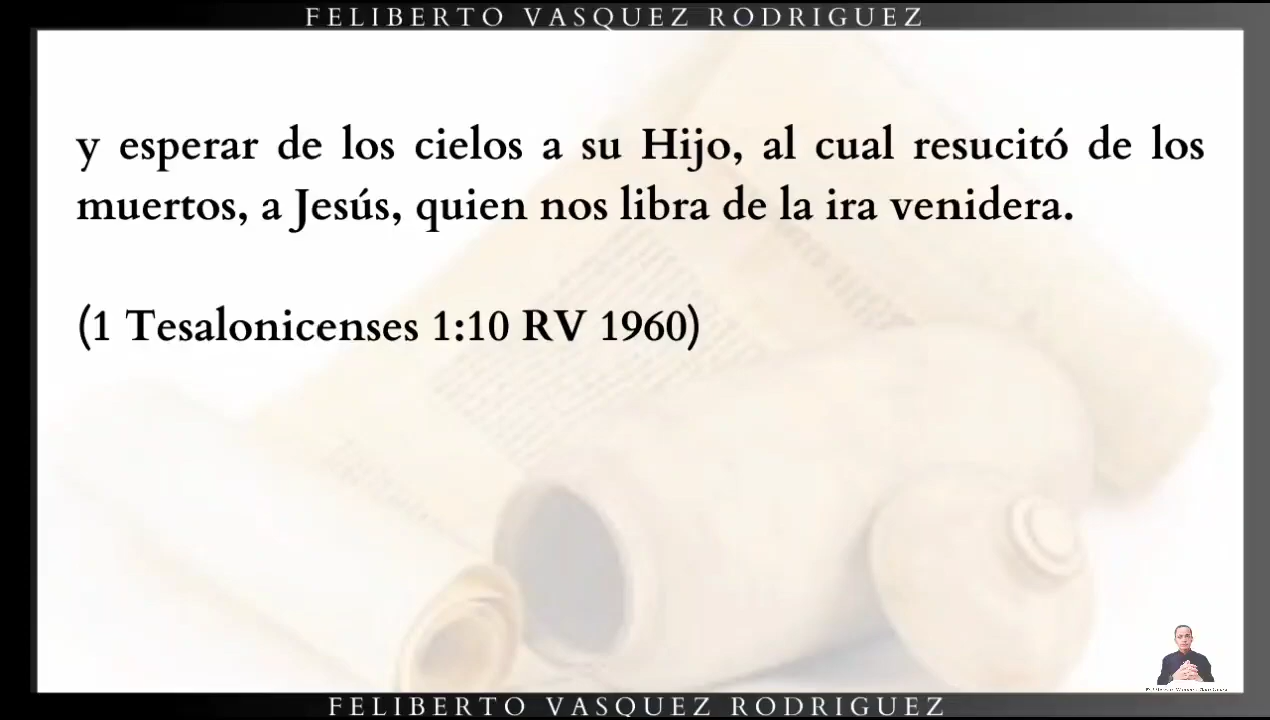 FELIBERTO VASQUEZ RODRIGUEZ
y esperar de los cielos a su Hijo, al cual resucitó de los
muertos, a Jesús, quien nos libra de la ira venidera.
(1 Tesalonicenses 1:10 RV 1960)
FELIBERTO VASQUEZ RODRIGUEZ